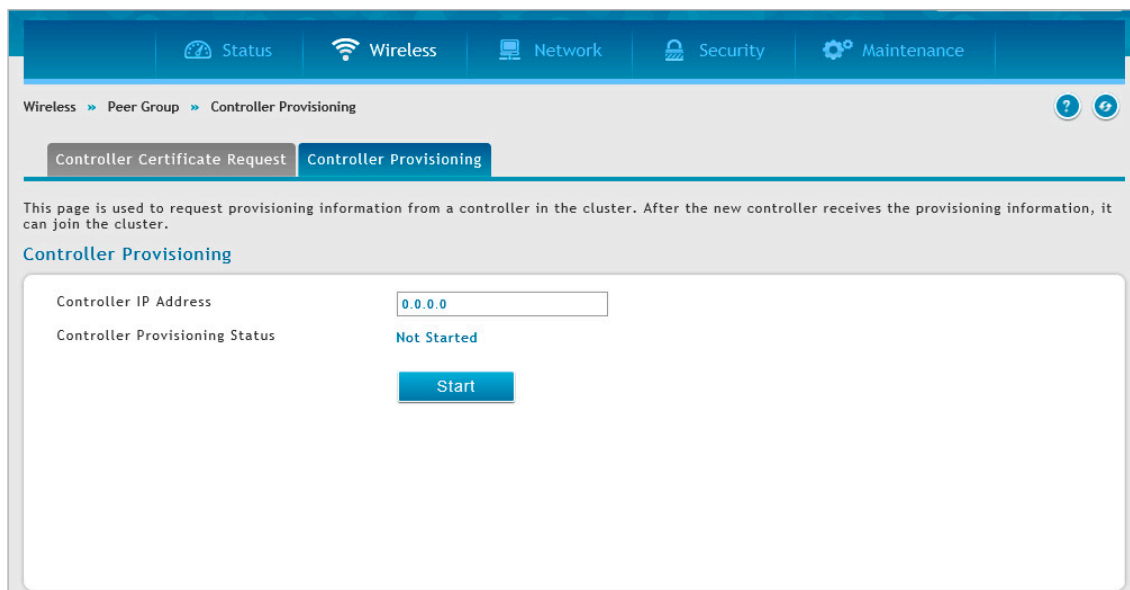 Status Wireless Network Security Maintenance
Wireless » Peer Group » Controller Provisioning ?
Controller Certificate Request Controller Provisioning
This page is used to request provisioning information from a controller in the cluster. After the new controller receives the provisioning information, it
can join the cluster.
Controller Provisioning
Controller IP Address 0.0.0.0
Controller Provisioning Status Not Started
Start